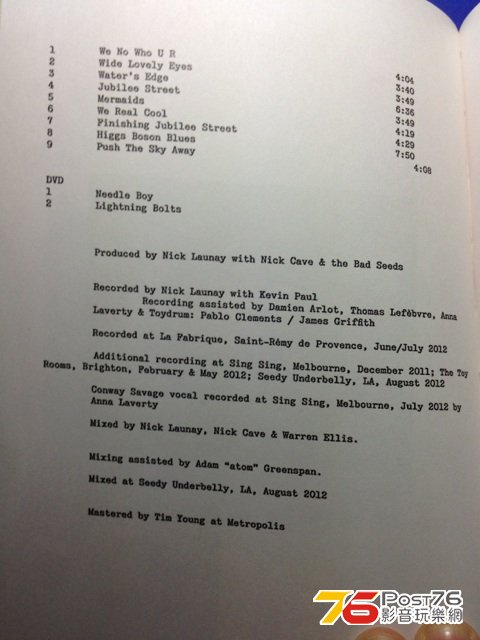 1 We No Who U R 4:04
2 Wide Lovely Eyes 3:40
3 Water's Edge 3:49
4 Jubilee Street 6:36
5 Mermaids 3:49
6 We Real Cool 4:19
7 Finishing Jubilee Street 4:29
8 Higgs Boson Blues 7:50
9 Push The Sky Away 4:08
DVD
1 Needle Boy
2 Lightning Bolts
Produced by Nick Launay with Nick Cave & the Bad Seeds
Recorded by Nick Launay with Kevin Paul
Recording assisted by Damien Arlot, Thomas Lefèbvre, Anna
Laverty & Toydrum: Pablo Clements / James Griffith
Recorded at La Fabrique, Saint-Rémy de Provence, June/July 2012
Additional recording at Sing Sing, Melbourne, December 2011; The Toy
Rooms, Brighton, February & May 2012; Seedy Underbelly, LA, August 2012
Conway Savage vocal recorded at Sing Sing, Melbourne, July 2012 by
Anna Laverty
Mixed by Nick Launay, Nick Cave & Warren Ellis.
Mixing assisted by Adam "atom" Greenspan.
Mixed at Seedy Underbelly, LA, August 2012
Mastered by Tim Young at Metropolis
76 Post76
影音玩樂網